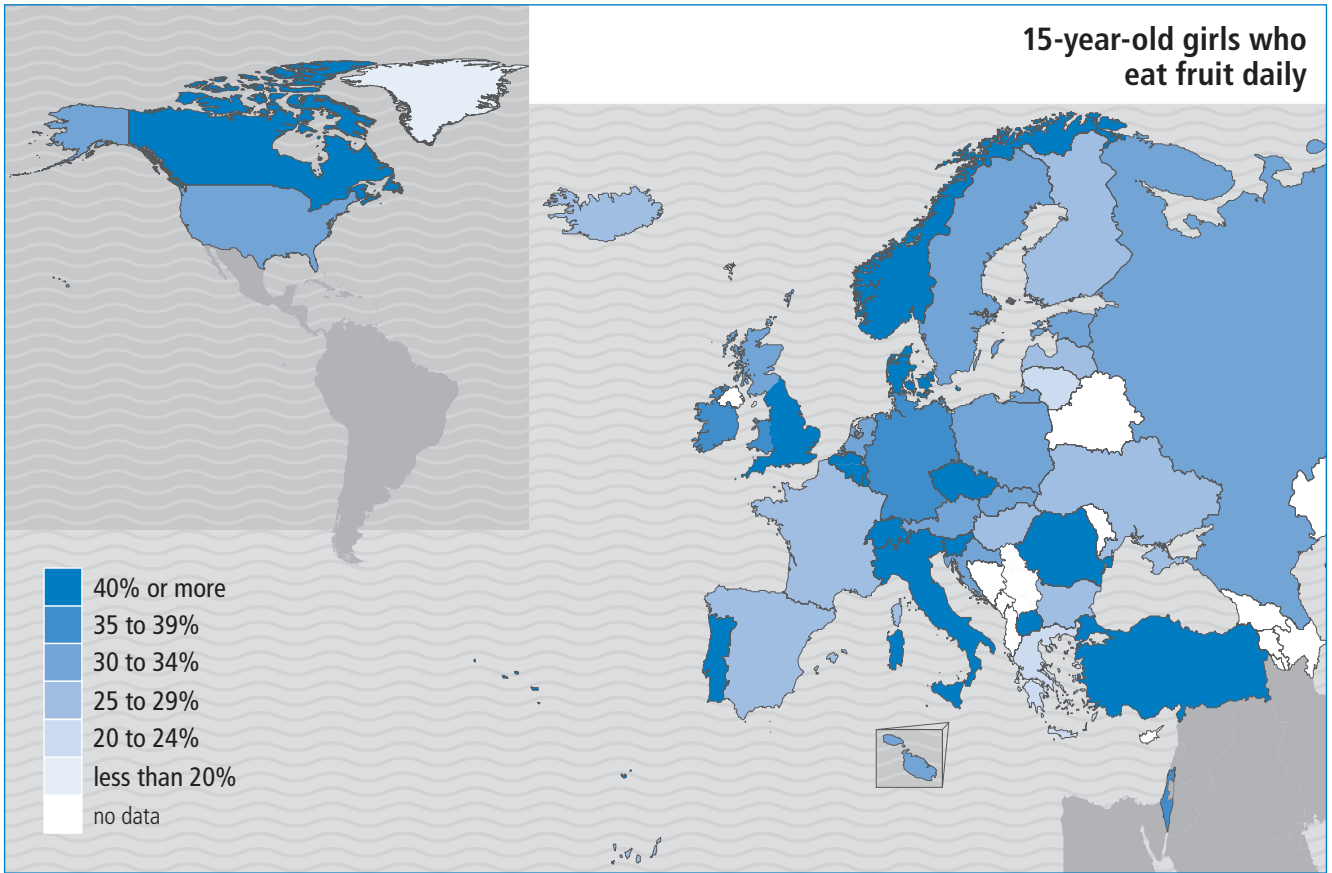 15-year-old girls who
eat fruit daily
40% or more
35 to 39%
30 to 34%
25 to 29%
20 to 24%
less than 20%
no data